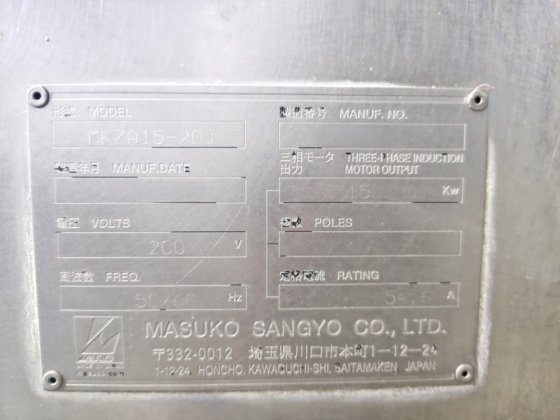 形式 MODEL
製造番号 MANUF. NO.
製造年月 MANUF.DATE
三相モータ THREE-PHASE INDUCTION
出力 MOTOR OUTPUT
15 Kw
電圧 VOLTS
200 V
極数 POLES
周波数 FREQ.
50/60 Hz
定格電流 RATING
A
MASUKO SANGYO CO., LTD.
〒332-0012 埼玉県川口市本町1-12-24
1-12-24 HONCHO, KAWAGUCHI-SHI, SAITAMAKEN JAPAN